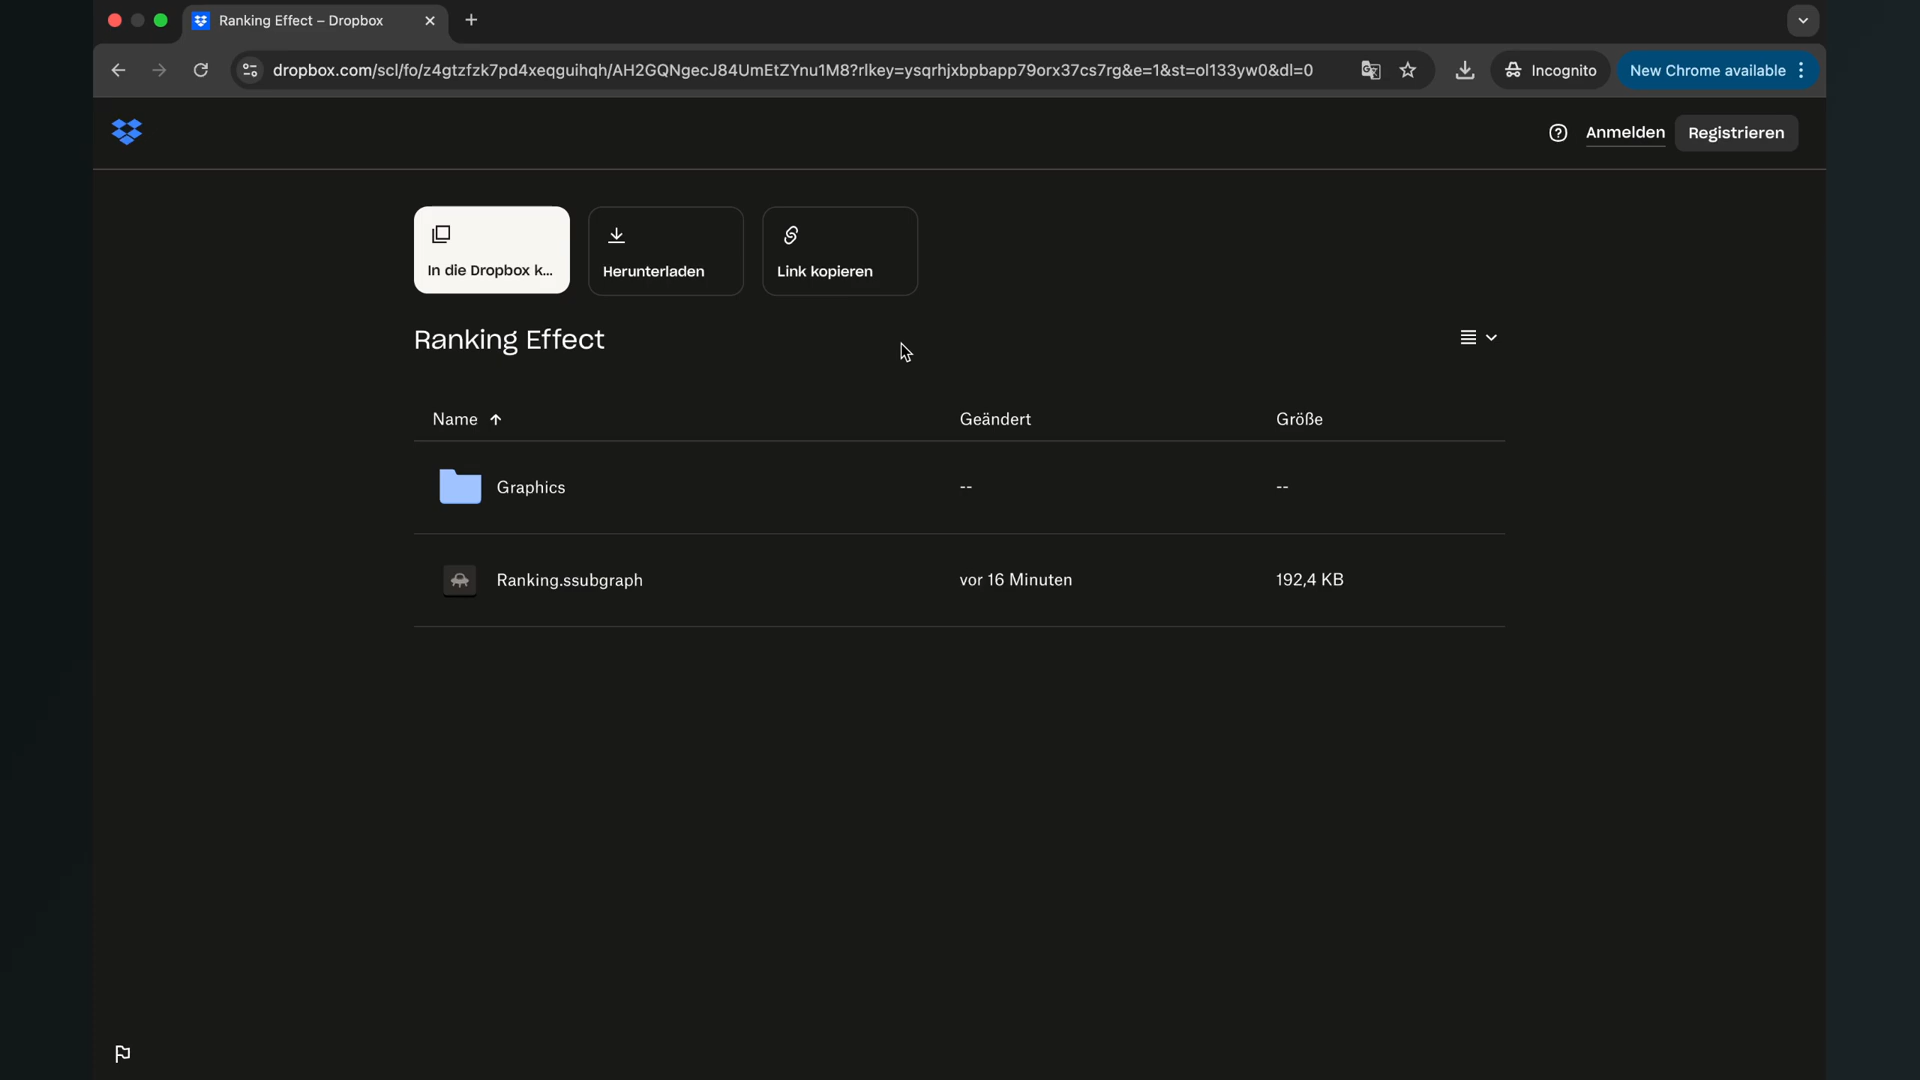 Ranking Effect – Dropbox
dropbox.com/scl/fo/z4gtzfzk7pd4xeqguihqh/AH2GQNgecJ84UmEtZYnu1M8?rlkey=ysqrhjxbpbapp79orx37cs7rg&e=1&st=ol133yw0&dl=0
Incognito
New Chrome available
Anmelden
Registrieren
In die Dropbox k...
Herunterladen
Link kopieren
Ranking Effect
Name
Geändert
Größe
Graphics
--
--
Ranking.ssubgraph
vor 16 Minuten
192,4 KB